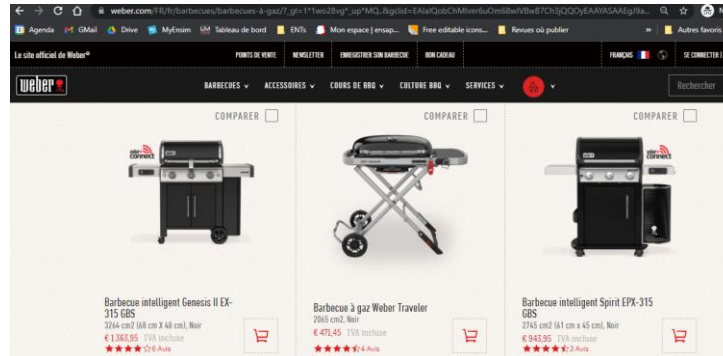 weber.com/FR/fr/barbecues/barbecues-à-gaz/?_gl=1*1wo28vg*_up*MQ..&gclid=EAIaIQobChMIver6uOm68wIVBw67Ch3jQQOyEAAYASAAEgJ9a...
Agenda GMail Drive MyEnsim Tableau de bord ENTs Mon espace | ensap... Free editable icons... Revues où publier » Autres favoris
Le site officiel de Weber® POINTS DE VENTE NEWSLETTER ENREGISTRER SON BARBECUE BON CADEAU FRANÇAIS SE CONNECTER |
weber BARBECUES ACCESSOIRES COURS DE BBQ CULTURE BBQ SERVICES Rechercher
COMPARER COMPARER COMPARER
weber connect
connect
Barbecue intelligent Genesis II EX-
315 GBS
3264 cm2 (68 cm X 48 cm), Noir
€ 1.363,95 TVA incluse
6 Avis
Barbecue à gaz Weber Traveler
2065 cm2, Noir
€ 471,45 TVA incluse
4 Avis
Barbecue intelligent Spirit EPX-315
GBS
2745 cm2 (61 cm x 45 cm), Noir
€ 943,95 TVA incluse
3 Avis